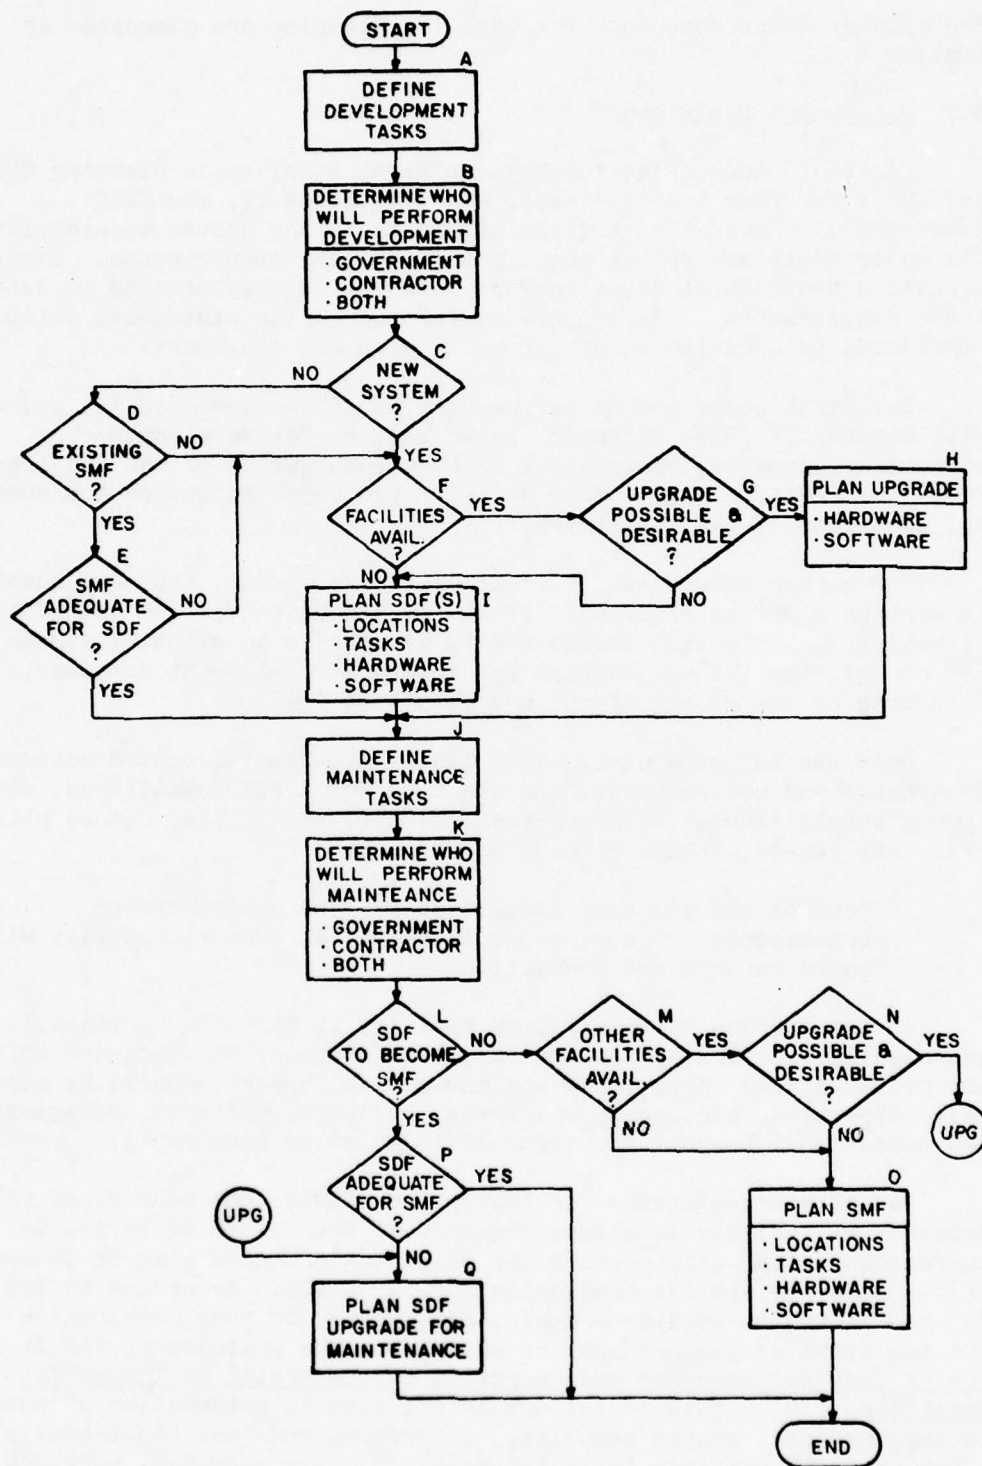 START
A
DEFINE
DEVELOPMENT
TASKS
B
DETERMINE WHO
WILL PERFORM
DEVELOPMENT
· GOVERNMENT
· CONTRACTOR
· BOTH
C
NEW
SYSTEM
?
NO
YES
D
EXISTING
SMF
?
NO
YES
E
SMF
ADEQUATE
FOR SDF
?
NO
YES
F
FACILITIES
AVAIL.
?
YES
NO
G
UPGRADE
POSSIBLE &
DESIRABLE
?
YES
NO
H
PLAN UPGRADE
· HARDWARE
· SOFTWARE
I
PLAN SDF(S)
· LOCATIONS
· TASKS
· HARDWARE
· SOFTWARE
J
DEFINE
MAINTENANCE
TASKS
K
DETERMINE WHO
WILL PERFORM
MAINTEANCE
· GOVERNMENT
· CONTRACTOR
· BOTH
L
SDF
TO BECOME
SMF
?
NO
YES
M
OTHER
FACILITIES
AVAIL.
?
YES
NO
N
UPGRADE
POSSIBLE &
DESIRABLE
?
YES
NO
UPG
P
SDF
ADEQUATE
FOR SMF
?
YES
NO
UPG
Q
PLAN SDF
UPGRADE FOR
MAINTENANCE
O
PLAN SMF
· LOCATIONS
· TASKS
· HARDWARE
· SOFTWARE
END